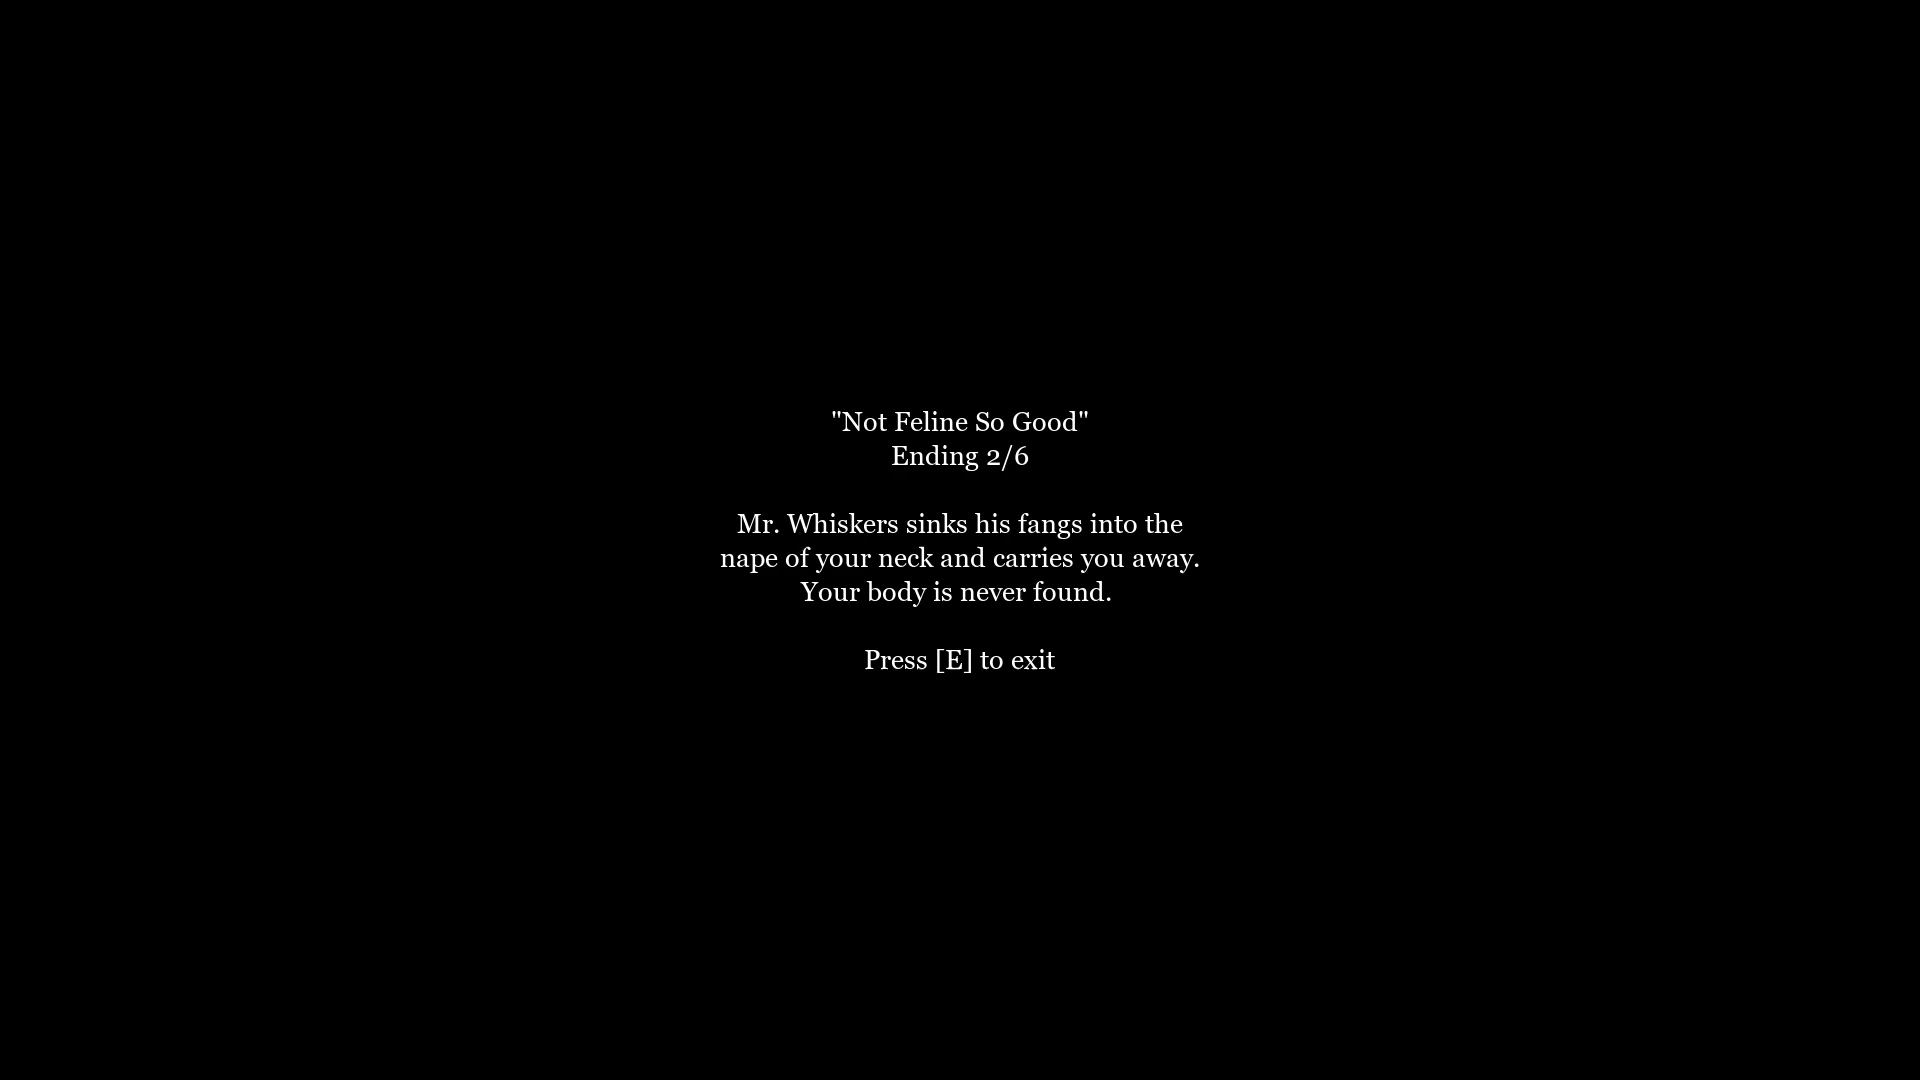 "Not Feline So Good"
Ending 2/6
Mr. Whiskers sinks his fangs into the
nape of your neck and carries you away.
Your body is never found.
Press [E] to exit